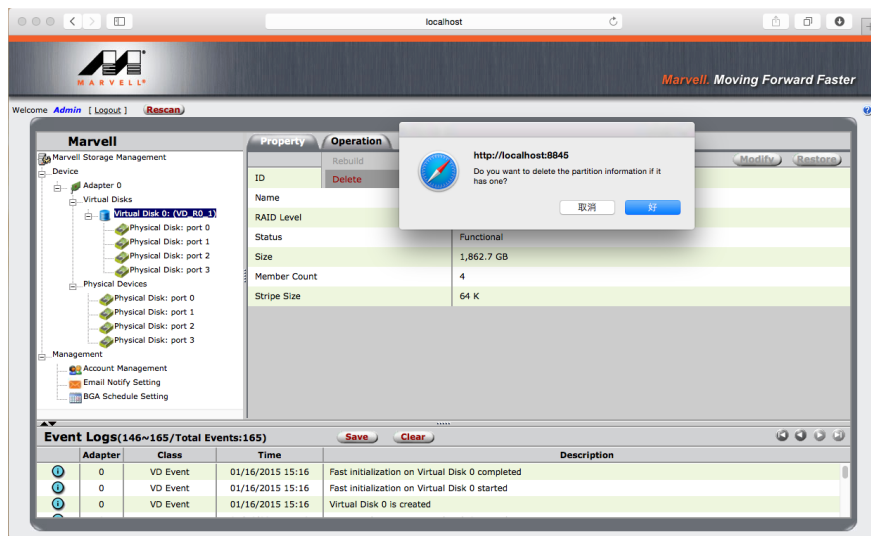 localhost
MARVELL®
Marvell. Moving Forward Faster
Welcome Admin [ Logout ] Rescan
Marvell
Marvell Storage Management
Device
Adapter 0
Virtual Disks
Virtual Disk 0: (VD_R0_1)
Physical Disk: port 0
Physical Disk: port 1
Physical Disk: port 2
Physical Disk: port 3
Physical Devices
Physical Disk: port 0
Physical Disk: port 1
Physical Disk: port 2
Physical Disk: port 3
Management
Account Management
Email Notify Setting
BGA Schedule Setting
Property Operation
Rebuild
Delete
Modify Restore
http://localhost:8845
Do you want to delete the partition information if it
has one?
取消 好
ID
Name
RAID Level
Status Functional
Size 1,862.7 GB
Member Count 4
Stripe Size 64 K
Event Logs(146~165/Total Events:165) Save Clear
Adapter Class Time Description
0 VD Event 01/16/2015 15:16 Fast initialization on Virtual Disk 0 completed
0 VD Event 01/16/2015 15:16 Fast initialization on Virtual Disk 0 started
0 VD Event 01/16/2015 15:16 Virtual Disk 0 is created